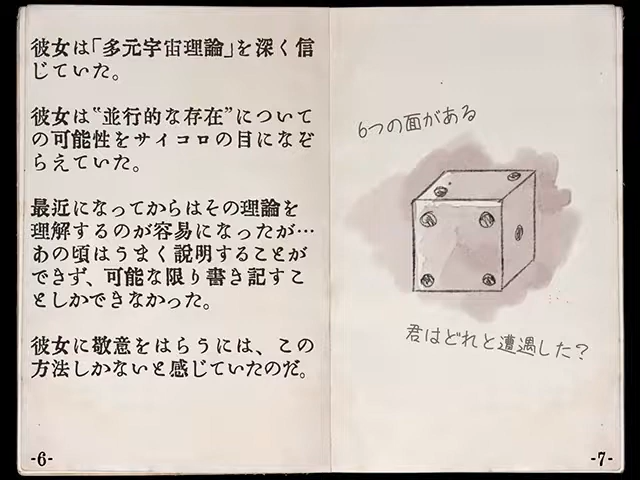 彼女は「多元宇宙理論」を深く信
じていた。
彼女は“並行的な存在”について
の可能性をサイコロの目になぞ
らえていた。
最近になってからはその理論を
理解するのが容易になったが…
あの頃はうまく説明することが
できず、可能な限り書き記すこ
としかできなかった。
彼女に敬意をはらうには、この
方法しかないと感じていたのだ。
-6-
6つの面がある
君はどれと遭遇した？
-7-